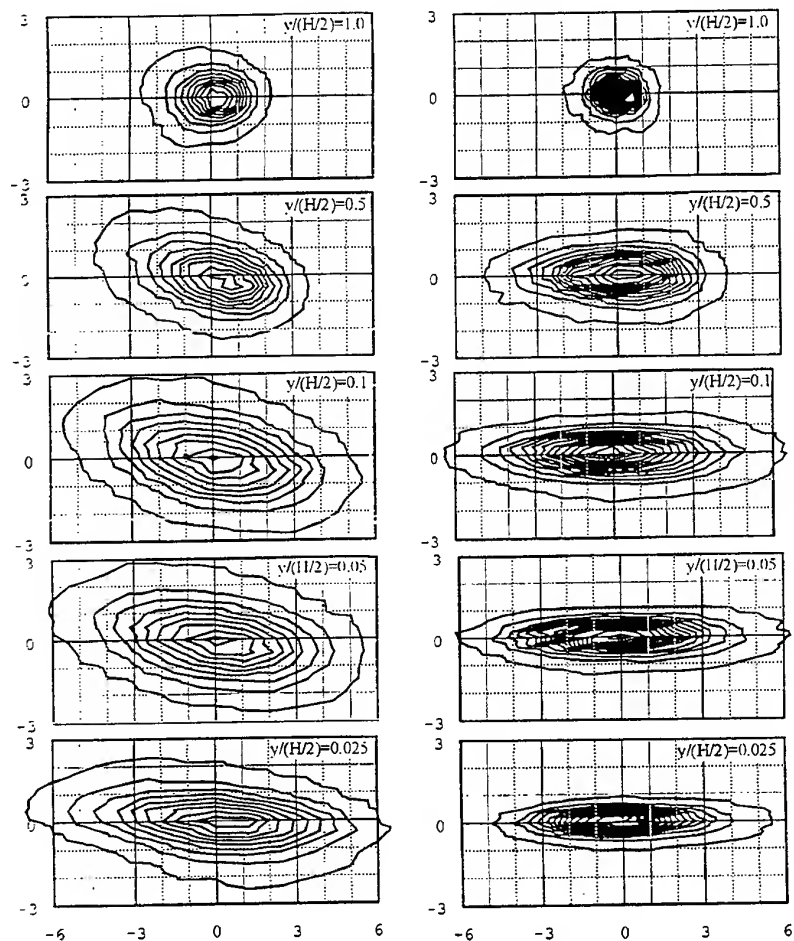 3 y/(H/2)=1.0 3 y/(H/2)=1.0
0 0
-3 -3
3 y/(H/2)=0.5 3 y/(H/2)=0.5
0
-3 -3
3 y/(H/2)=0.1 3 y/(H/2)=0.1
0 0
-3 -3
3 y/(H/2)=0.05 3 y/(H/2)=0.05
0 0
-3 -3
3 y/(H/2)=0.025 3 y/(H/2)=0.025
0 0
-3 -3
-6 -3 0 3 6 -6 -3 0 3 6